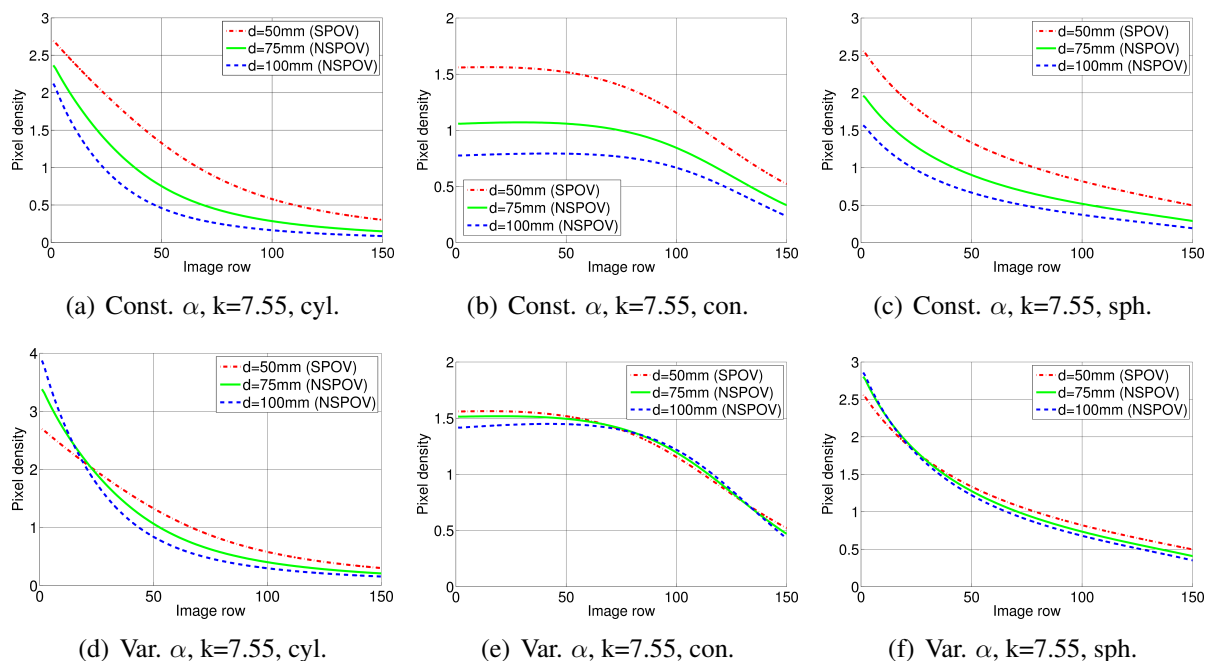 3
2.5
2
1.5
1
0.5
0
0
50
100
150
Pixel density
Image row
d=50mm (SPOV)
d=75mm (NSPOV)
d=100mm (NSPOV)
(a) Const. α, k=7.55, cyl.
2
1.5
1
0.5
0
0
50
100
150
Pixel density
Image row
d=50mm (SPOV)
d=75mm (NSPOV)
d=100mm (NSPOV)
(b) Const. α, k=7.55, con.
3
2.5
2
1.5
1
0.5
0
0
50
100
150
Pixel density
Image row
d=50mm (SPOV)
d=75mm (NSPOV)
d=100mm (NSPOV)
(c) Const. α, k=7.55, sph.
4
3
2
1
0
0
50
100
150
Pixel density
Image row
d=50mm (SPOV)
d=75mm (NSPOV)
d=100mm (NSPOV)
(d) Var. α, k=7.55, cyl.
2
1.5
1
0.5
0
0
50
100
150
Pixel density
Image row
d=50mm (SPOV)
d=75mm (NSPOV)
d=100mm (NSPOV)
(e) Var. α, k=7.55, con.
3
2.5
2
1.5
1
0.5
0
0
50
100
150
Pixel density
Image row
d=50mm (SPOV)
d=75mm (NSPOV)
d=100mm (NSPOV)
(f) Var. α, k=7.55, sph.